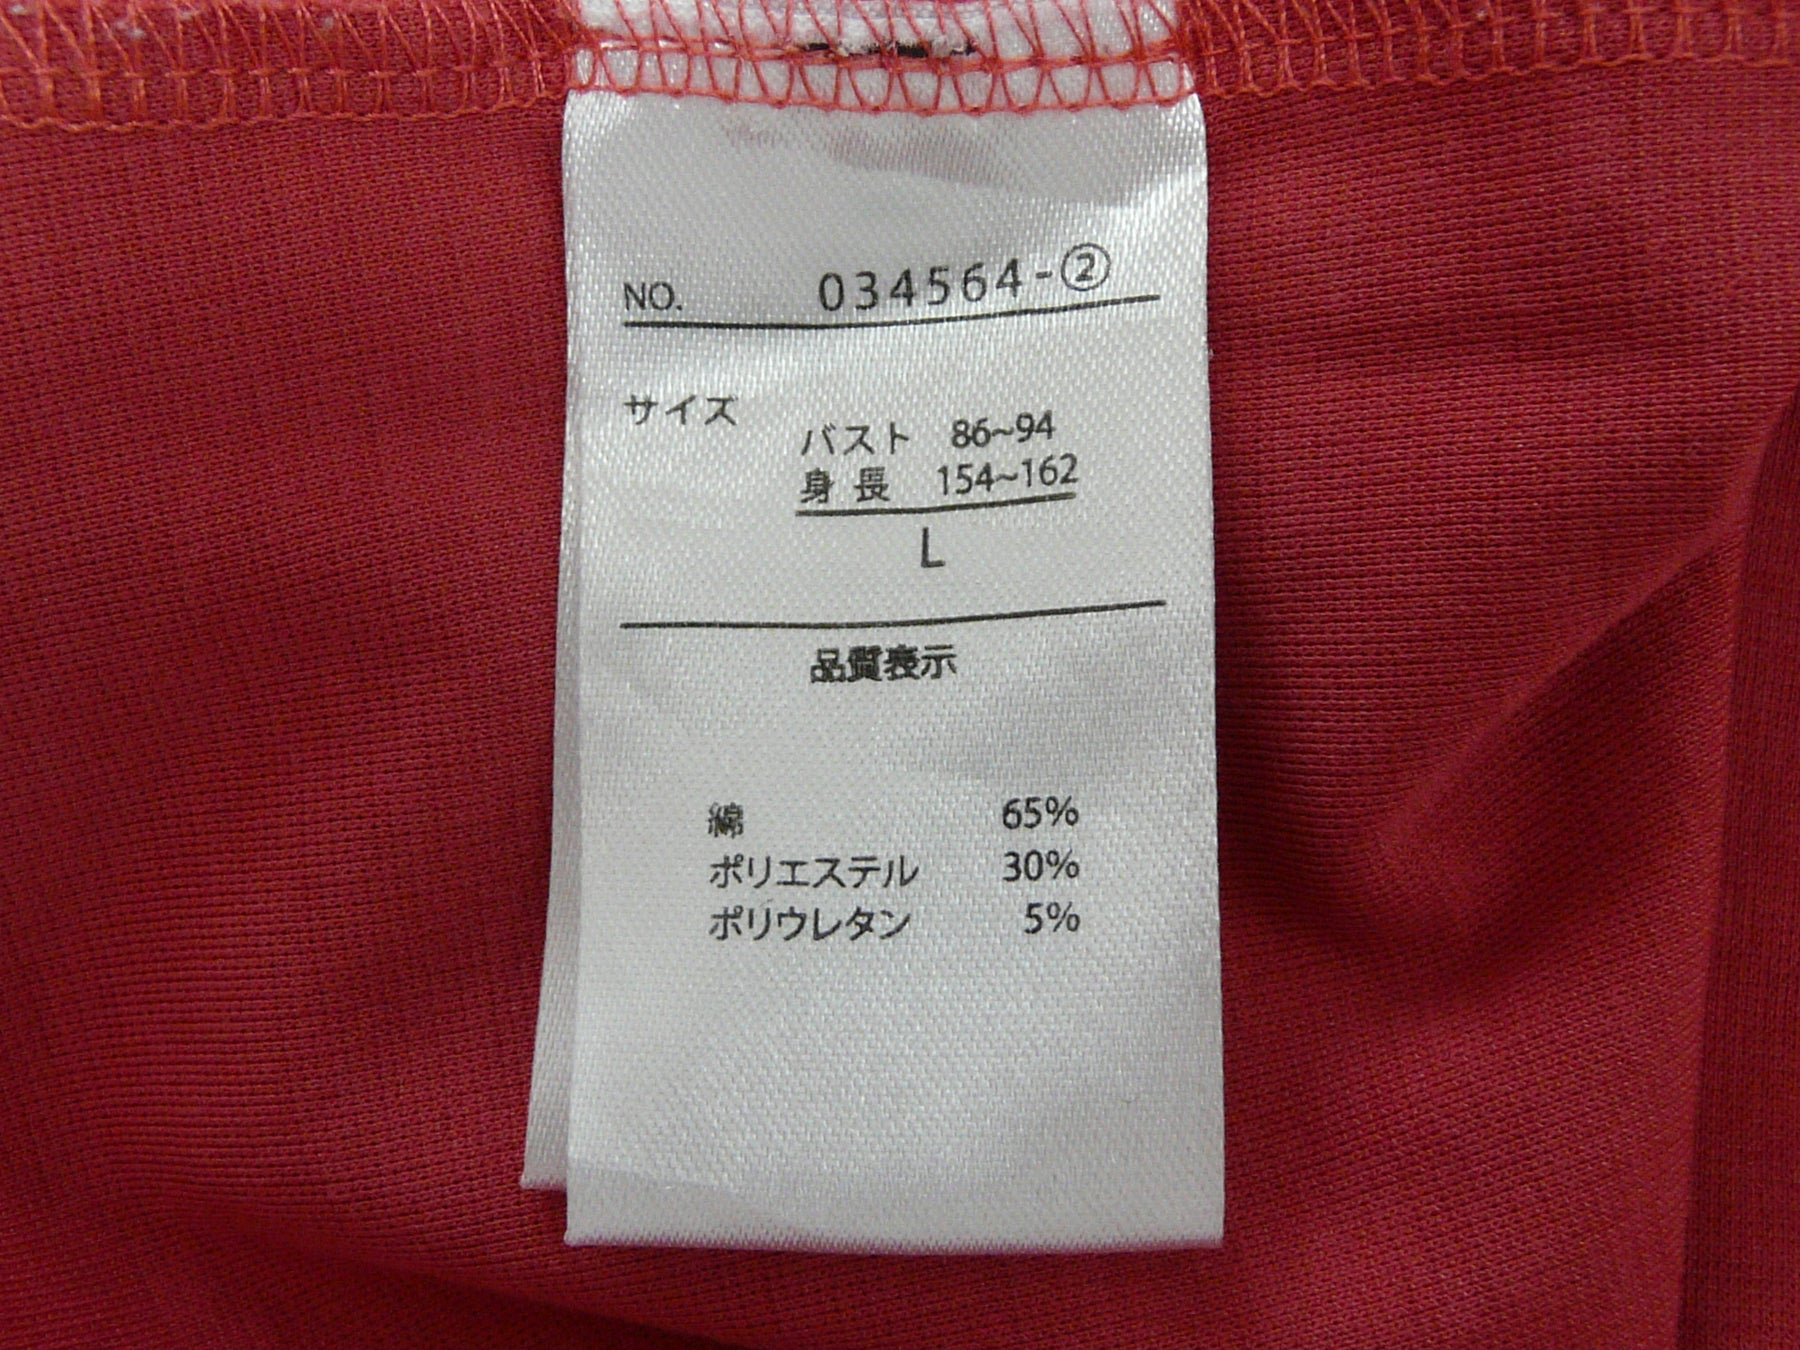 NO. 034564-②
サイズ
バスト 86~94
身長 154~162
L
品質表示
綿 65%
ポリエステル 30%
ポリウレタン 5%